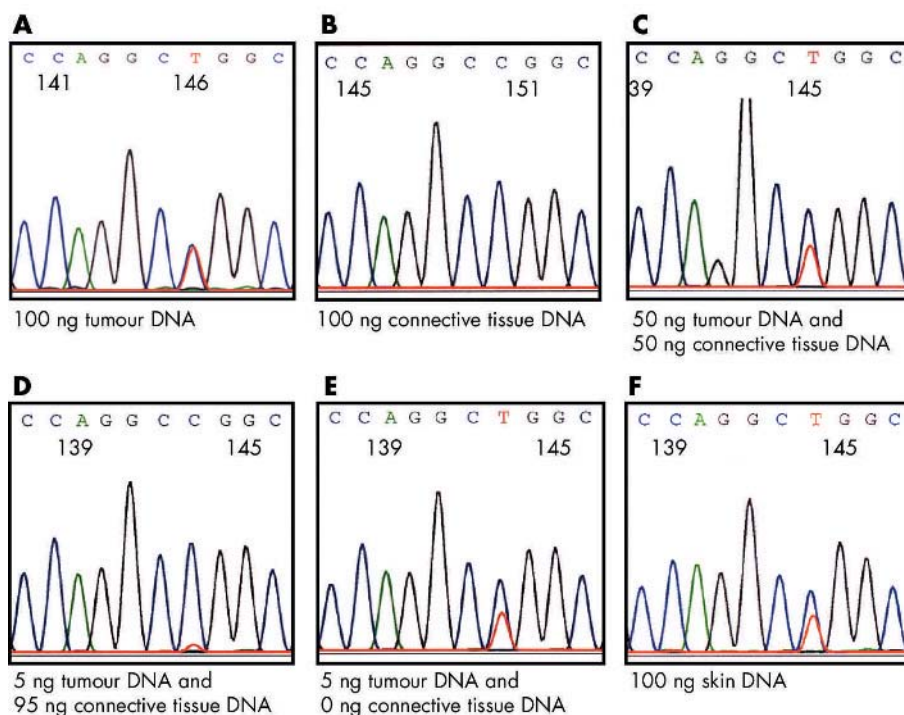 A
C C A G G C T G G C
141 146
100 ng tumour DNA
B
C C A G G C C G G C
145 151
100 ng connective tissue DNA
C
C C A G G C T G G C
39 145
50 ng tumour DNA and
50 ng connective tissue DNA
D
C C A G G C C G G C
139 145
5 ng tumour DNA and
95 ng connective tissue DNA
E
C C A G G C T G G C
139 145
5 ng tumour DNA and
0 ng connective tissue DNA
F
C C A G G C T G G C
139 145
100 ng skin DNA